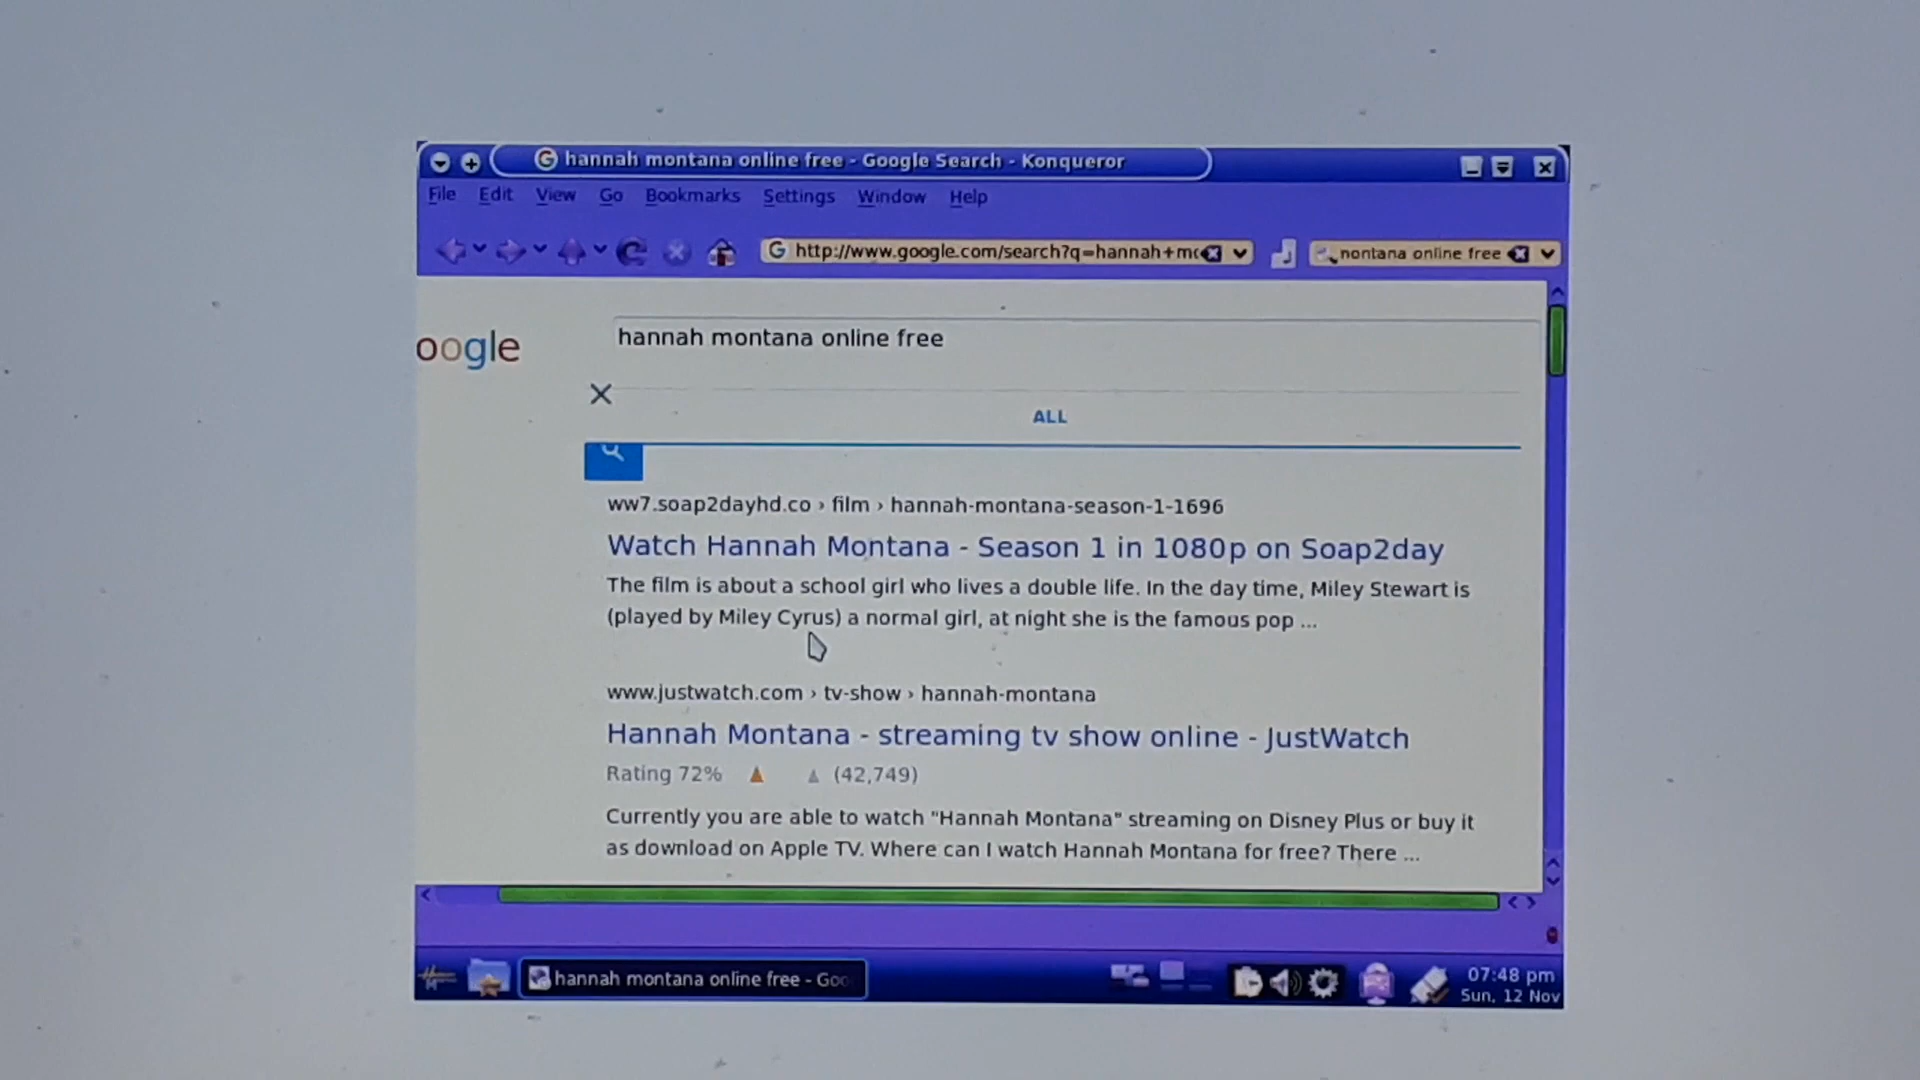 hannah montana online free - Google Search - Konqueror
File Edit View Go Bookmarks Settings Window Help
http://www.google.com/search?q=hannah+mo
montana online free
oogle
hannah montana online free
ALL
ww7.soap2dayhd.co › film › hannah-montana-season-1-1696
Watch Hannah Montana - Season 1 in 1080p on Soap2day
The film is about a school girl who lives a double life. In the day time, Miley Stewart is
(played by Miley Cyrus) a normal girl, at night she is the famous pop ...
www.justwatch.com › tv-show › hannah-montana
Hannah Montana - streaming tv show online - JustWatch
Rating 72% (42,749)
Currently you are able to watch "Hannah Montana" streaming on Disney Plus or buy it
as download on Apple TV. Where can I watch Hannah Montana for free? There ...
hannah montana online free - Goo
07:48 pm
Sun, 12 Nov